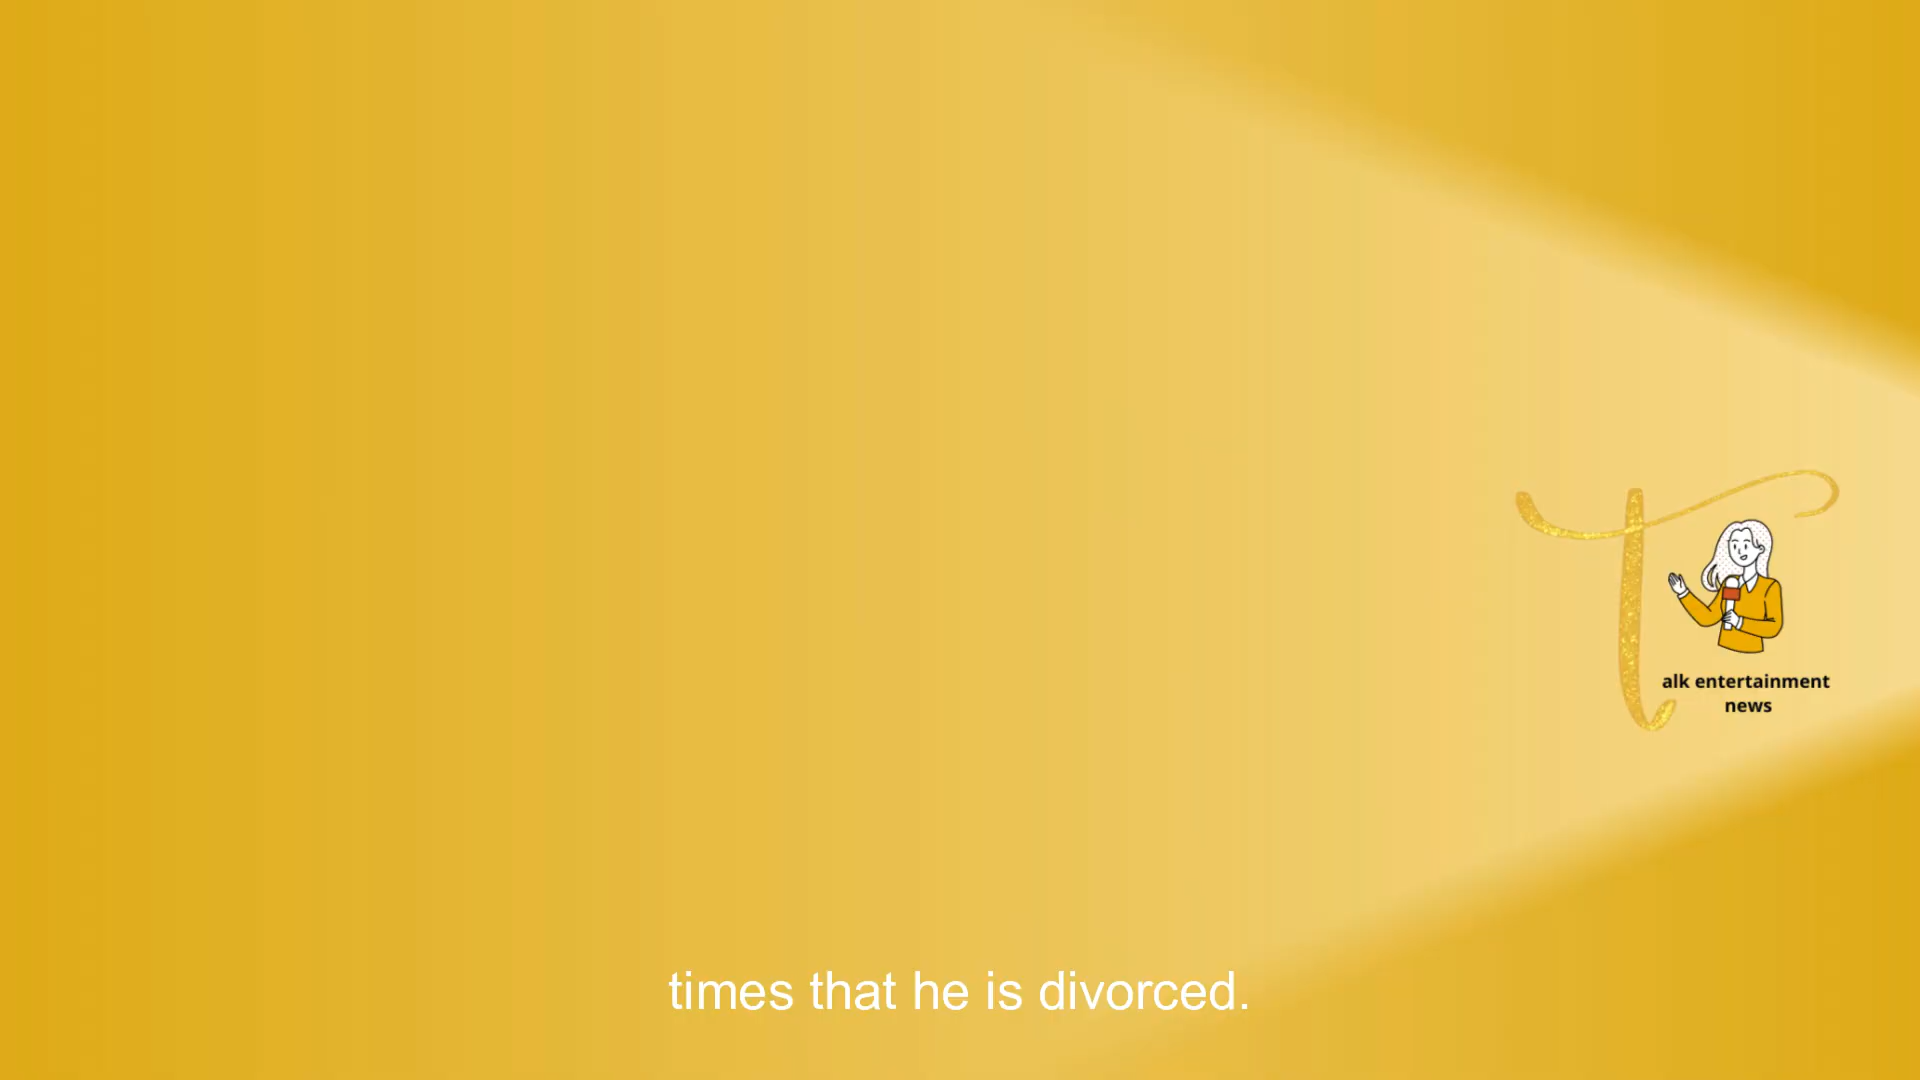 t
alk entertainment
news
times that he is divorced.